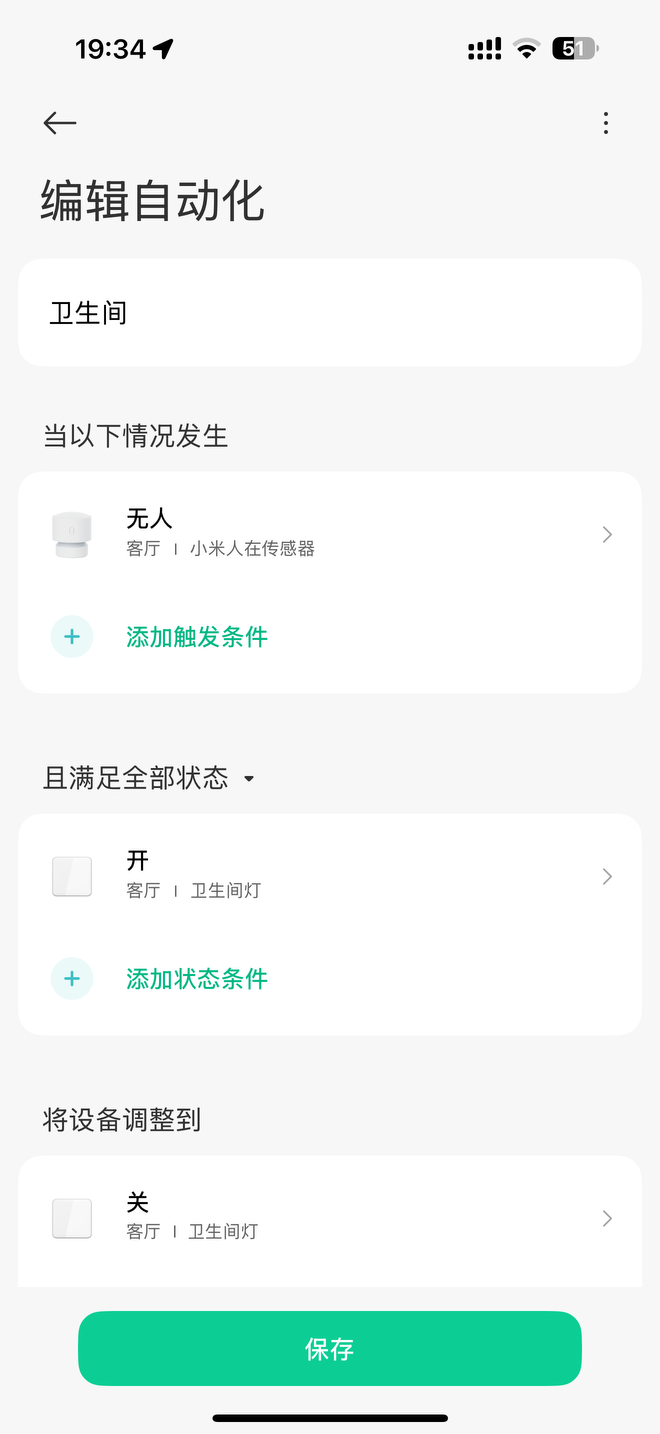 19:34
51
编辑自动化
卫生间
当以下情况发生
无人
客厅 | 小米人在传感器
添加触发条件
且满足全部状态
开
客厅 | 卫生间灯
添加状态条件
将设备调整到
关
客厅 | 卫生间灯
保存